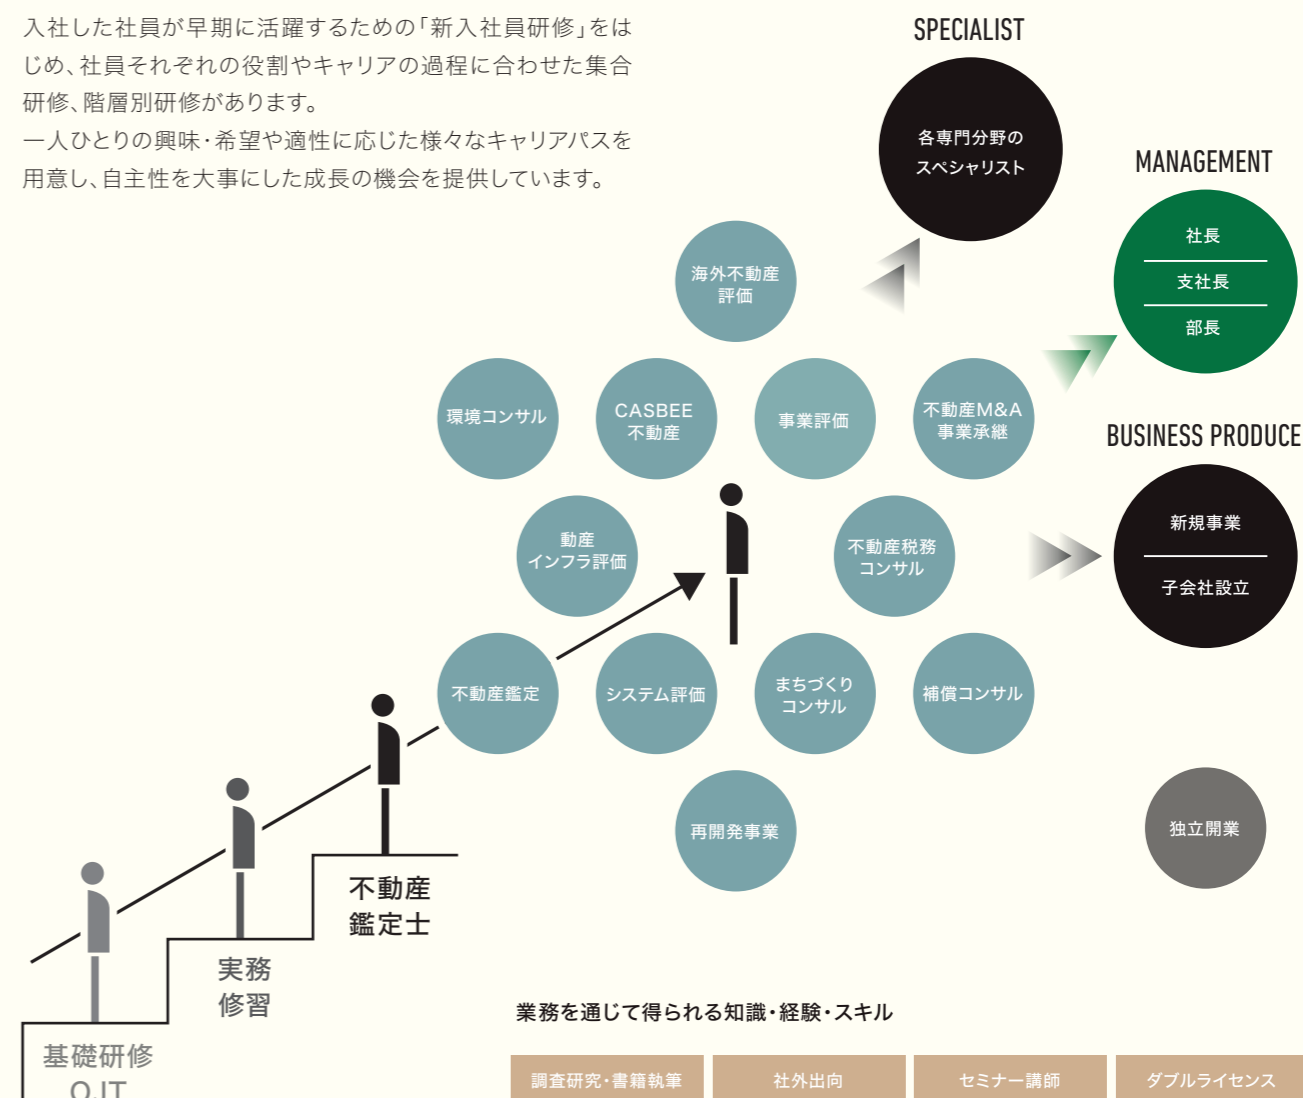 入社した社員が早期に活躍するための「新入社員研修」をは
じめ、社員それぞれの役割やキャリアの過程に合わせた集合
研修、階層別研修があります。
一人ひとりの興味・希望や適性に応じた様々なキャリアパスを
用意し、自主性を大事にした成長の機会を提供しています。
SPECIALIST
各専門分野の
スペシャリスト
MANAGEMENT
社長
支社長
部長
海外不動産
評価
環境コンサル
CASBEE
不動産
事業評価
不動産M&A
事業承継
BUSINESS PRODUCE
新規事業
子会社設立
動産
インフラ評価
不動産税務
コンサル
不動産鑑定
システム評価
まちづくり
コンサル
補償コンサル
再開発事業
独立開業
不動産
鑑定士
実務
修習
基礎研修
OJT
業務を通じて得られる知識・経験・スキル
調査研究・書籍執筆
社外出向
セミナー講師
ダブルライセンス